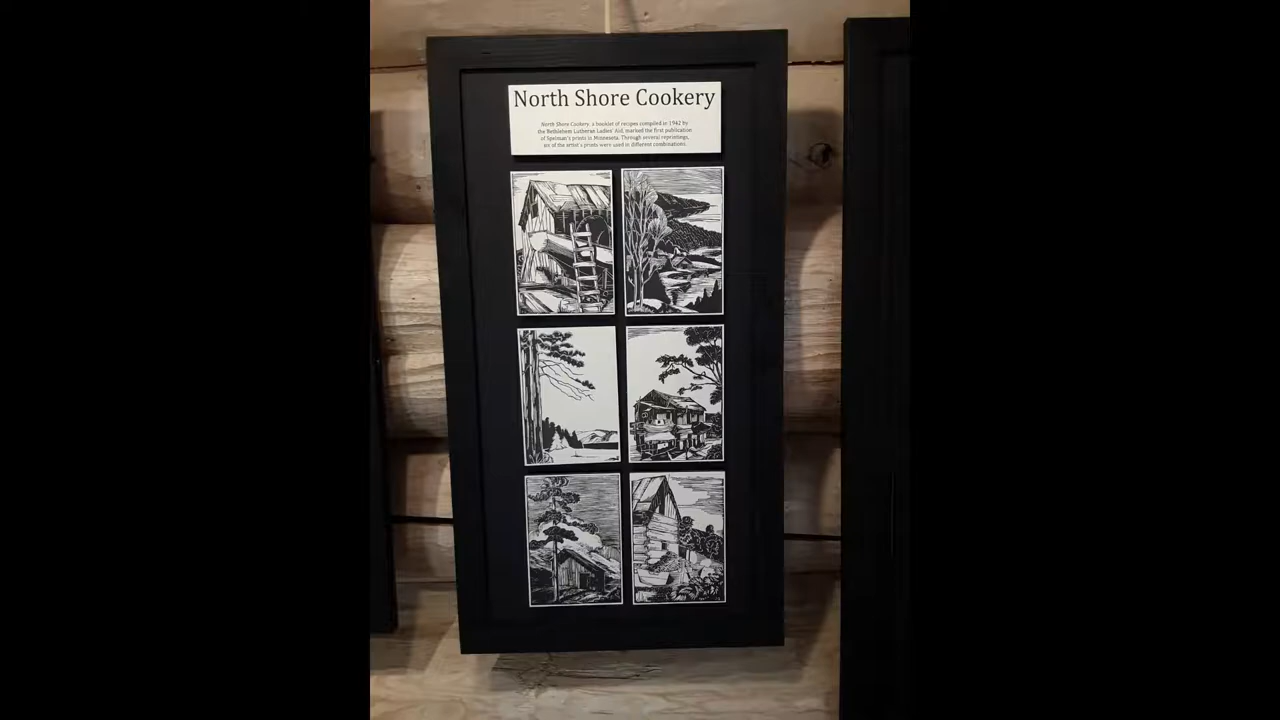 North Shore Cookery
North Shore Cookery, a booklet of recipes compiled in 1942 by
the Bethlehem Lutheran Ladies' Aid, marked the first publication
of Spelman's prints in Minnesota. Through several reprintings,
six of the artist's prints were used in different combinations.